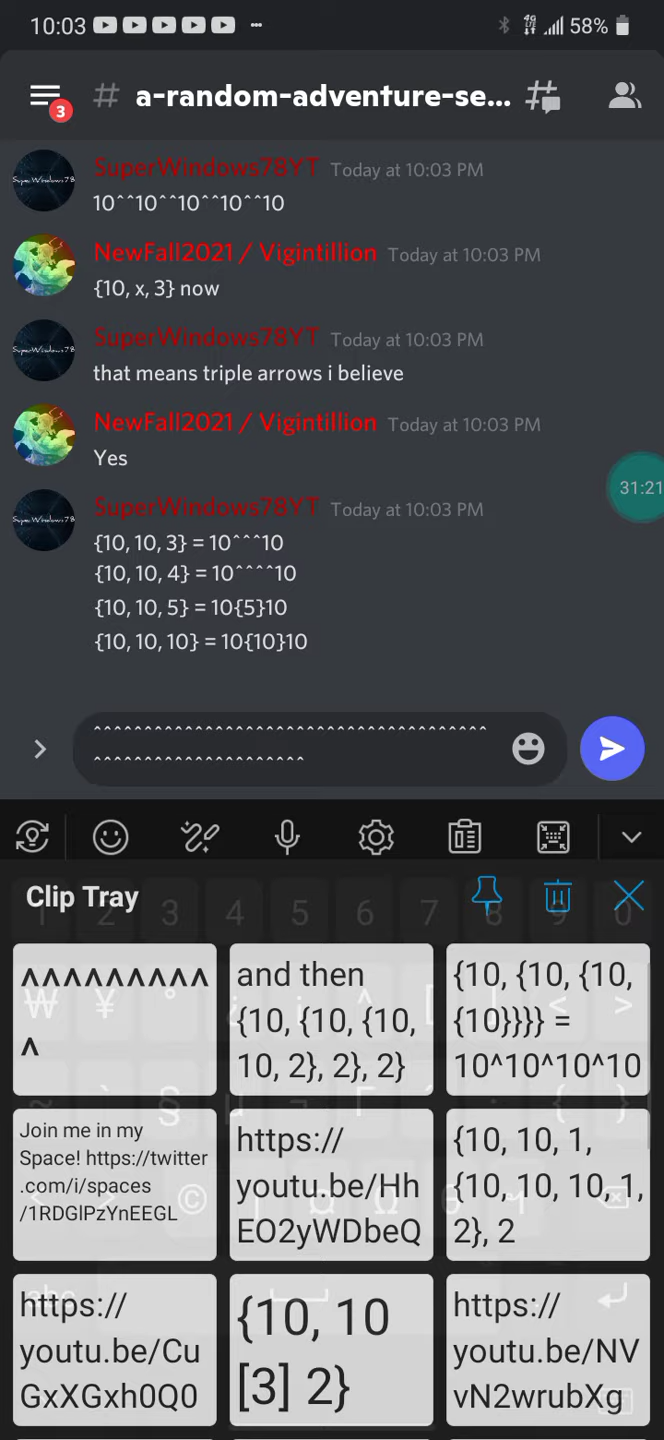 10:03 58%
3
# a-random-adventure-se...
SuperWindows78YT Today at 10:03 PM
10^^10^^10^^10^^10
NewFall2021 / Vigintillion Today at 10:03 PM
{10, x, 3} now
SuperWindows78YT Today at 10:03 PM
that means triple arrows i believe
NewFall2021 / Vigintillion Today at 10:03 PM
Yes
31:21
SuperWindows78YT Today at 10:03 PM
{10, 10, 3} = 10^^^10
{10, 10, 4} = 10^^^^10
{10, 10, 5} = 10{5}10
{10, 10, 10} = 10{10}10
Clip Tray
^^^^^^^^^
^
and then
{10, {10, {10,
10, 2}, 2}, 2}
{10, {10, {10,
{10}}}} =
10^10^10^10
Join me in my
Space! https://twitter
.com/i/spaces
/1RDGlPzYnEEGL
https://
youtu.be/Hh
EO2yWDbeQ
{10, 10, 1,
{10, 10, 10, 1,
2}, 2
https://
youtu.be/Cu
GxXGxh0Q0
{10, 10
[3] 2}
https://
youtu.be/NV
vN2wrubXg